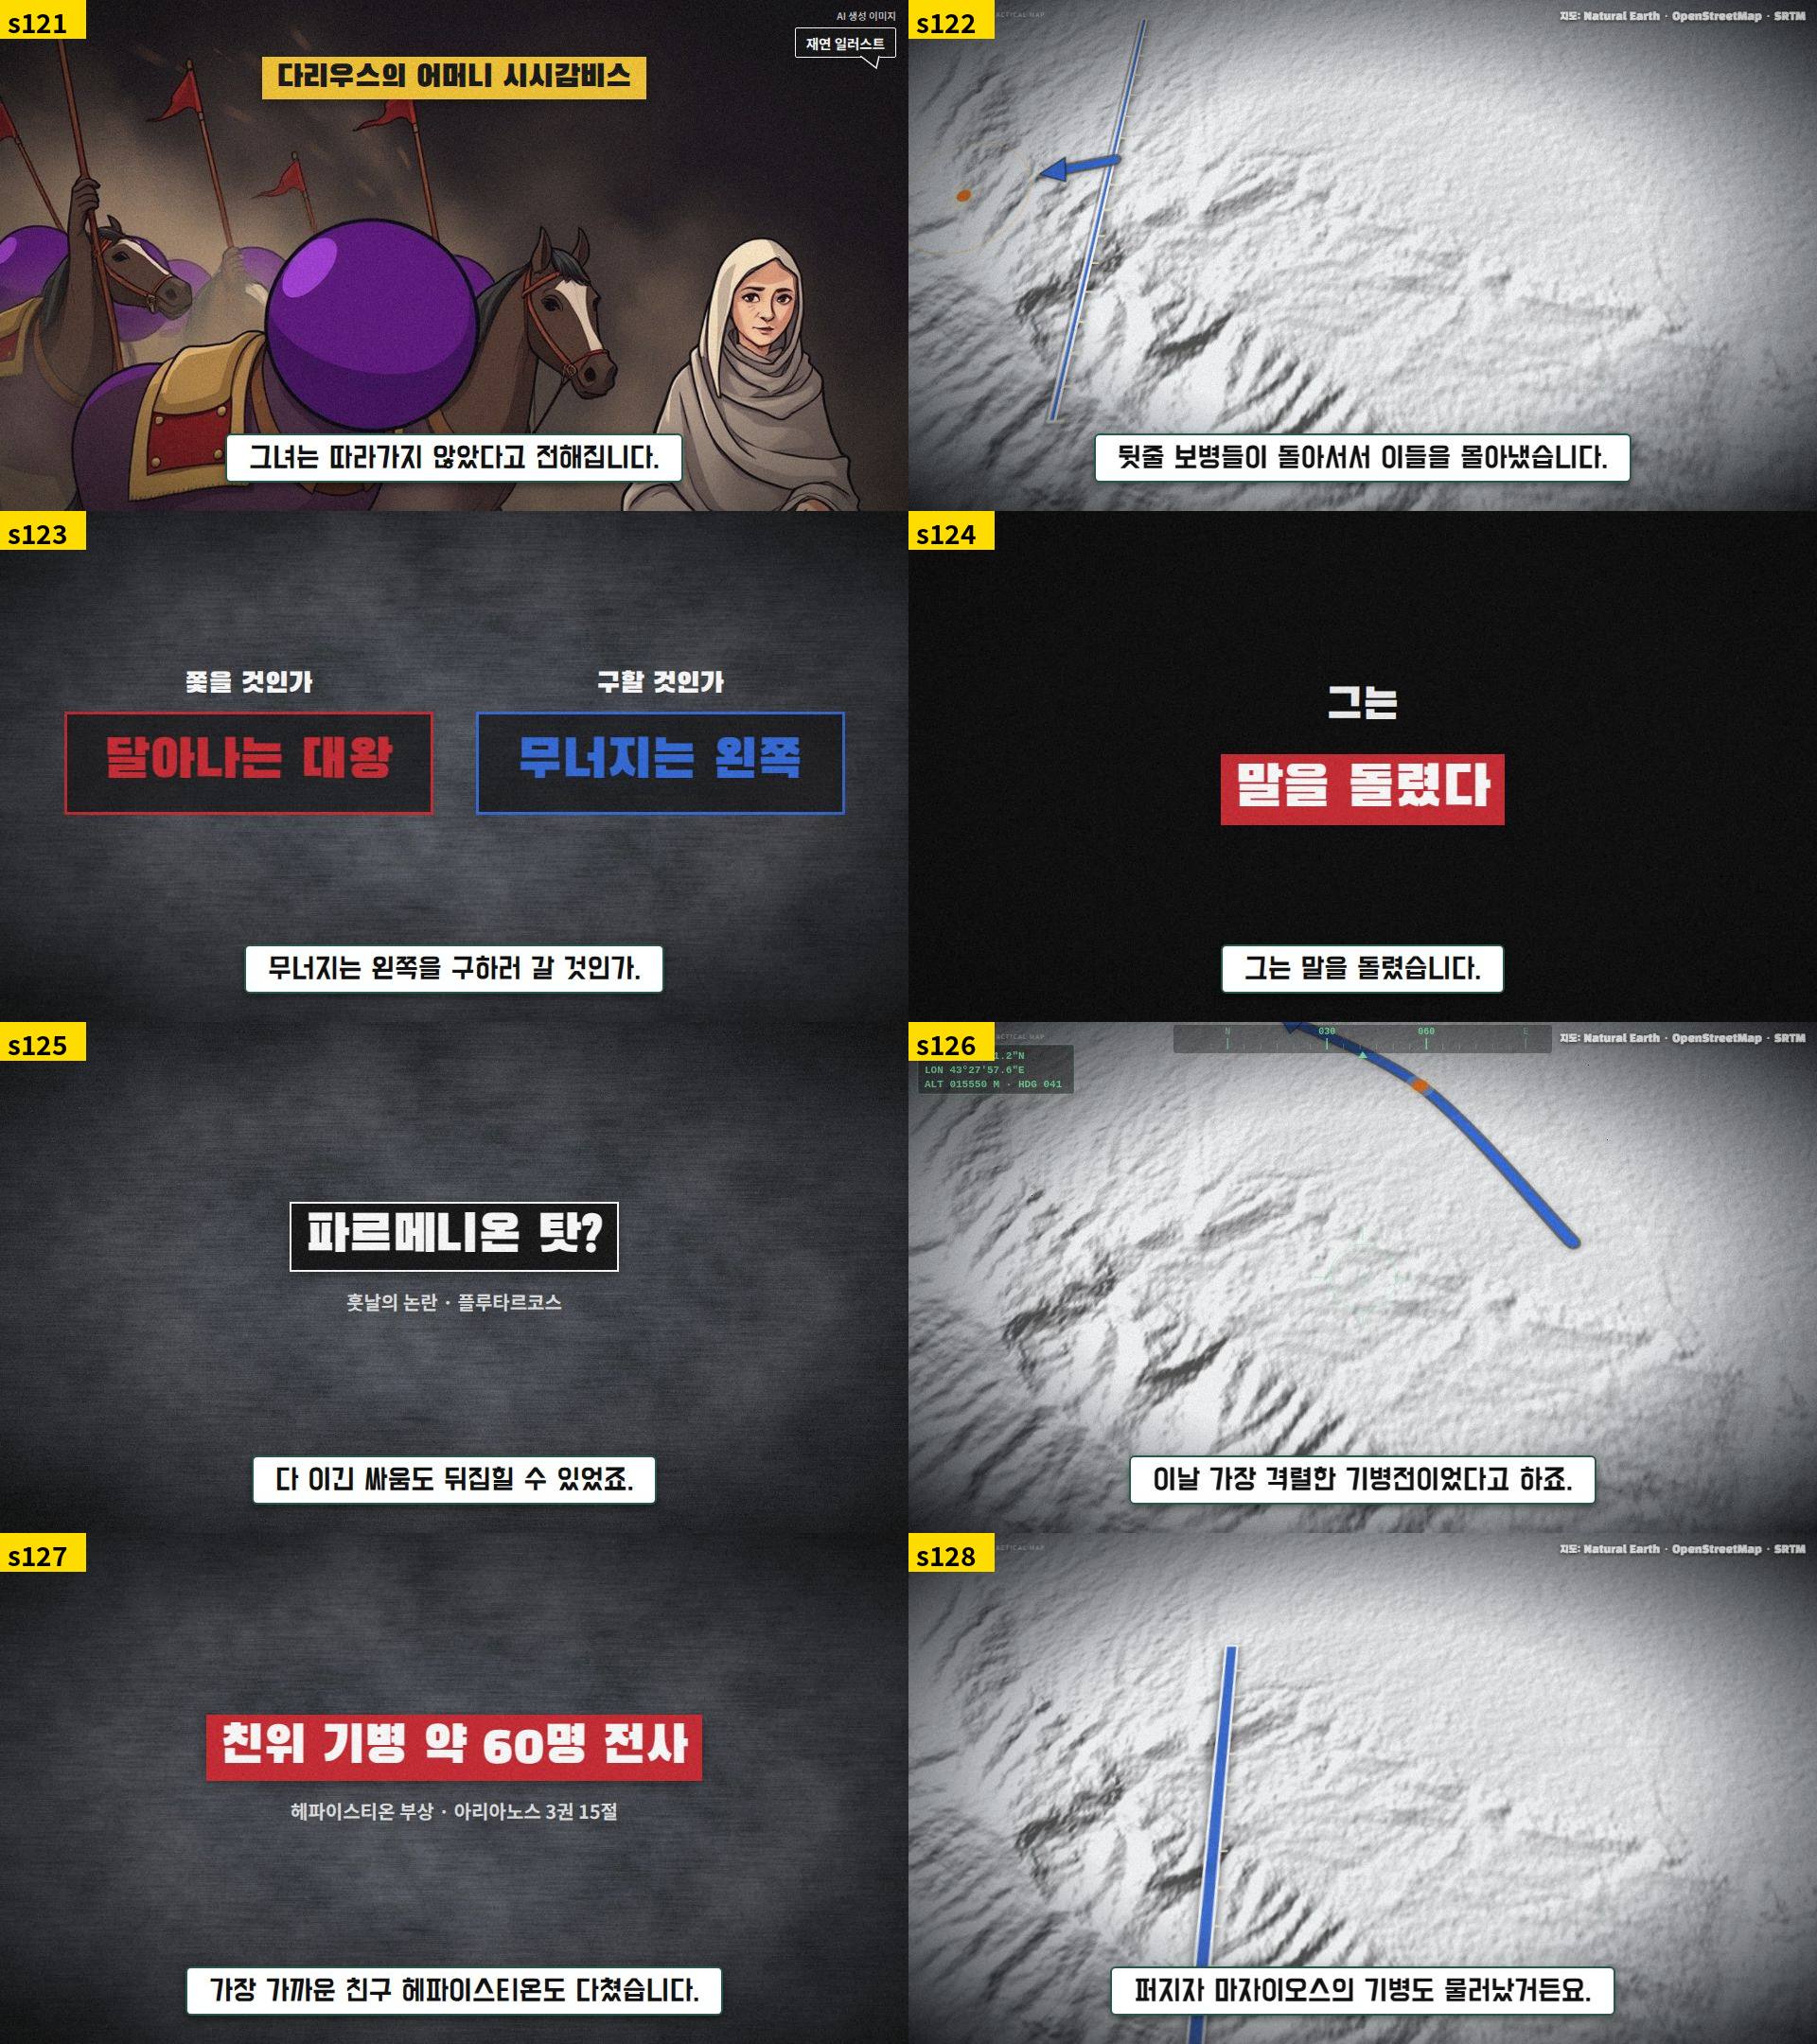 s121
AI 생성 이미지
재연 일러스트
다리우스의 어머니 시시감비스
그녀는 따라가지 않았다고 전해집니다.
s122
지도: Natural Earth · OpenStreetMap · SRTM
뒷줄 보병들이 돌아서서 이들을 몰아냈습니다.
s123
쫓을 것인가
구할 것인가
달아나는 대왕
무너지는 왼쪽
무너지는 왼쪽을 구하러 갈 것인가.
s124
그는
말을 돌렸다
그는 말을 돌렸습니다.
s125
파르메니온 탓?
훗날의 논란 · 플루타르코스
다 이긴 싸움도 뒤집힐 수 있었죠.
s126
N 030 060 E
지도: Natural Earth · OpenStreetMap · SRTM
1.2"N
LON 43°27'57.6"E
ALT 015550 M · HDG 041
이날 가장 격렬한 기병전이었다고 하죠.
s127
친위 기병 약 60명 전사
헤파이스티온 부상 · 아리아노스 3권 15절
가장 가까운 친구 헤파이스티온도 다쳤습니다.
s128
지도: Natural Earth · OpenStreetMap · SRTM
퍼지자 마자이오스의 기병도 물러났거든요.